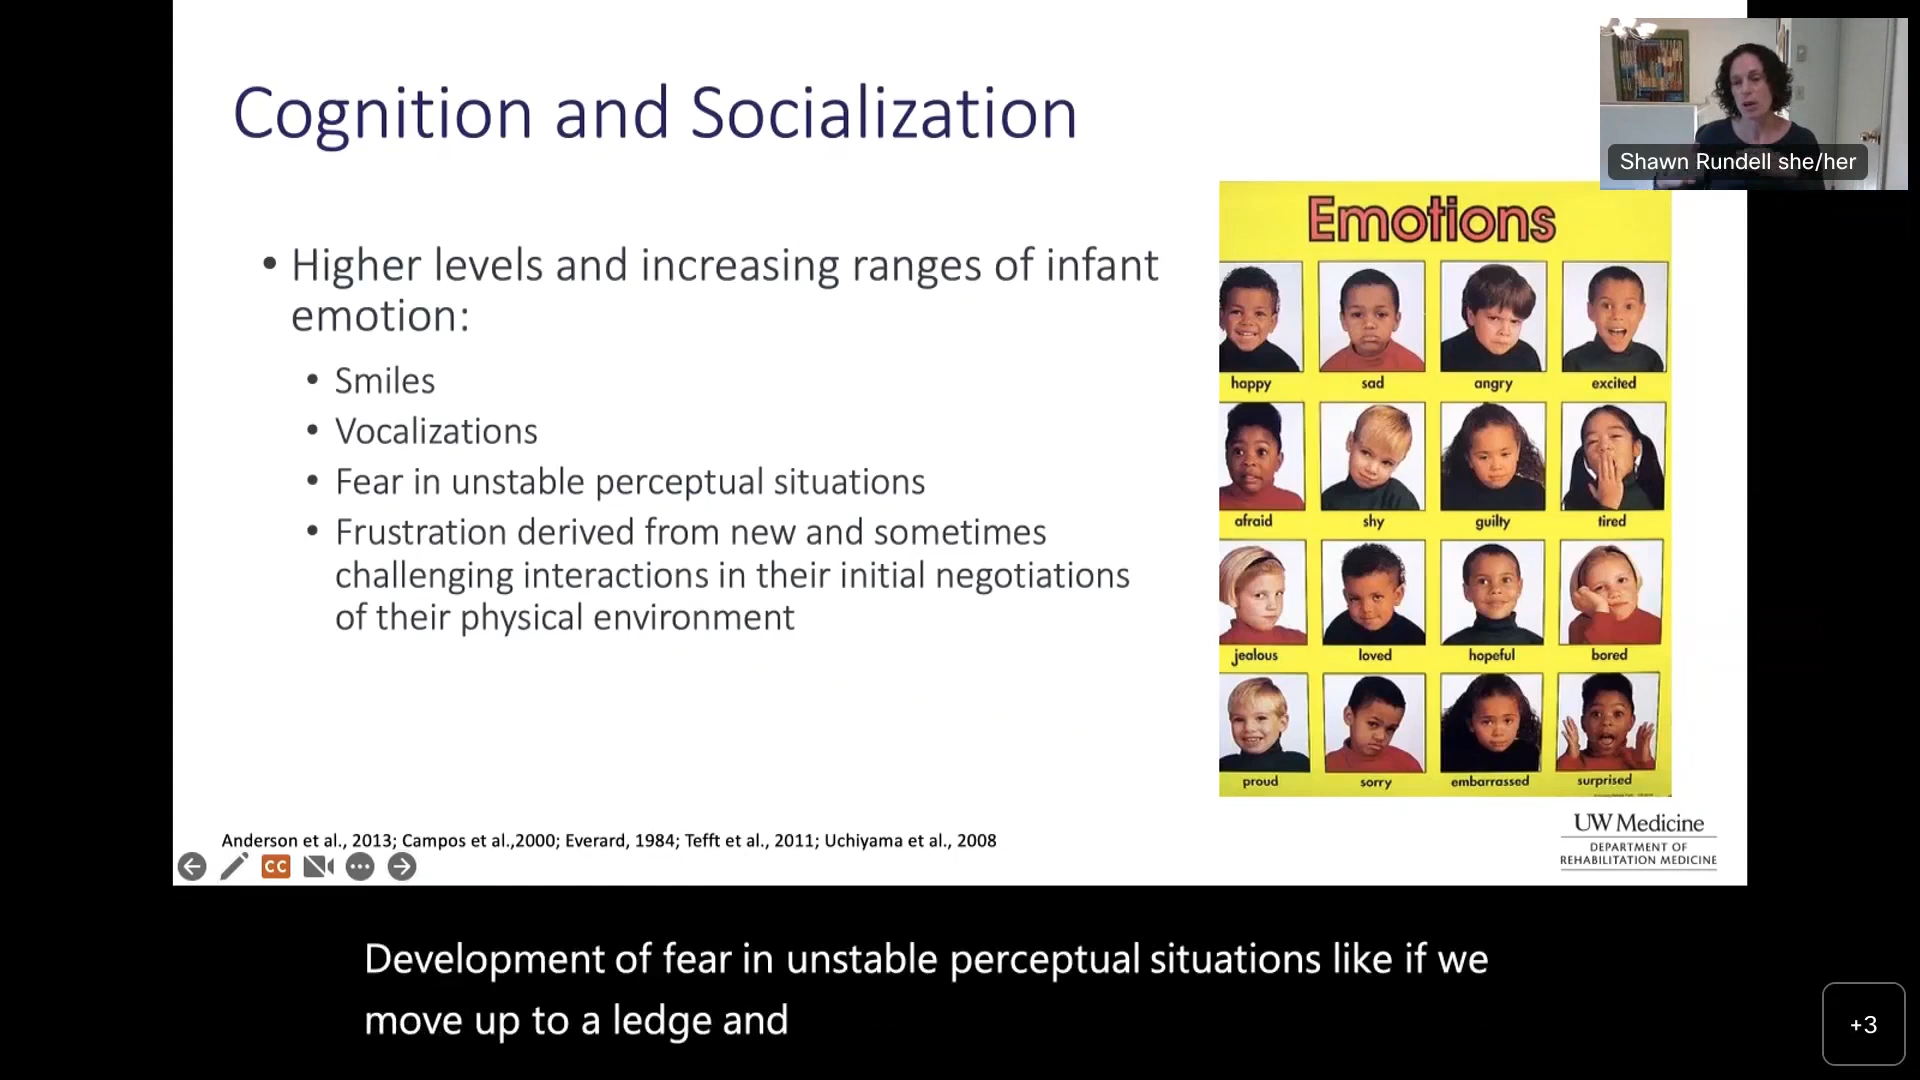 Cognition and Socialization
Shawn Rundell she/her
• Higher levels and increasing ranges of infant
emotion:
• Smiles
• Vocalizations
• Fear in unstable perceptual situations
• Frustration derived from new and sometimes
challenging interactions in their initial negotiations
of their physical environment
Emotions
happy sad angry excited
afraid shy guilty tired
jealous loved hopeful bored
proud sorry embarrassed surprised
Anderson et al., 2013; Campos et al.,2000; Everard, 1984; Tefft et al., 2011; Uchiyama et al., 2008
UW Medicine
DEPARTMENT OF
REHABILITATION MEDICINE
CC
Development of fear in unstable perceptual situations like if we
move up to a ledge and
+3